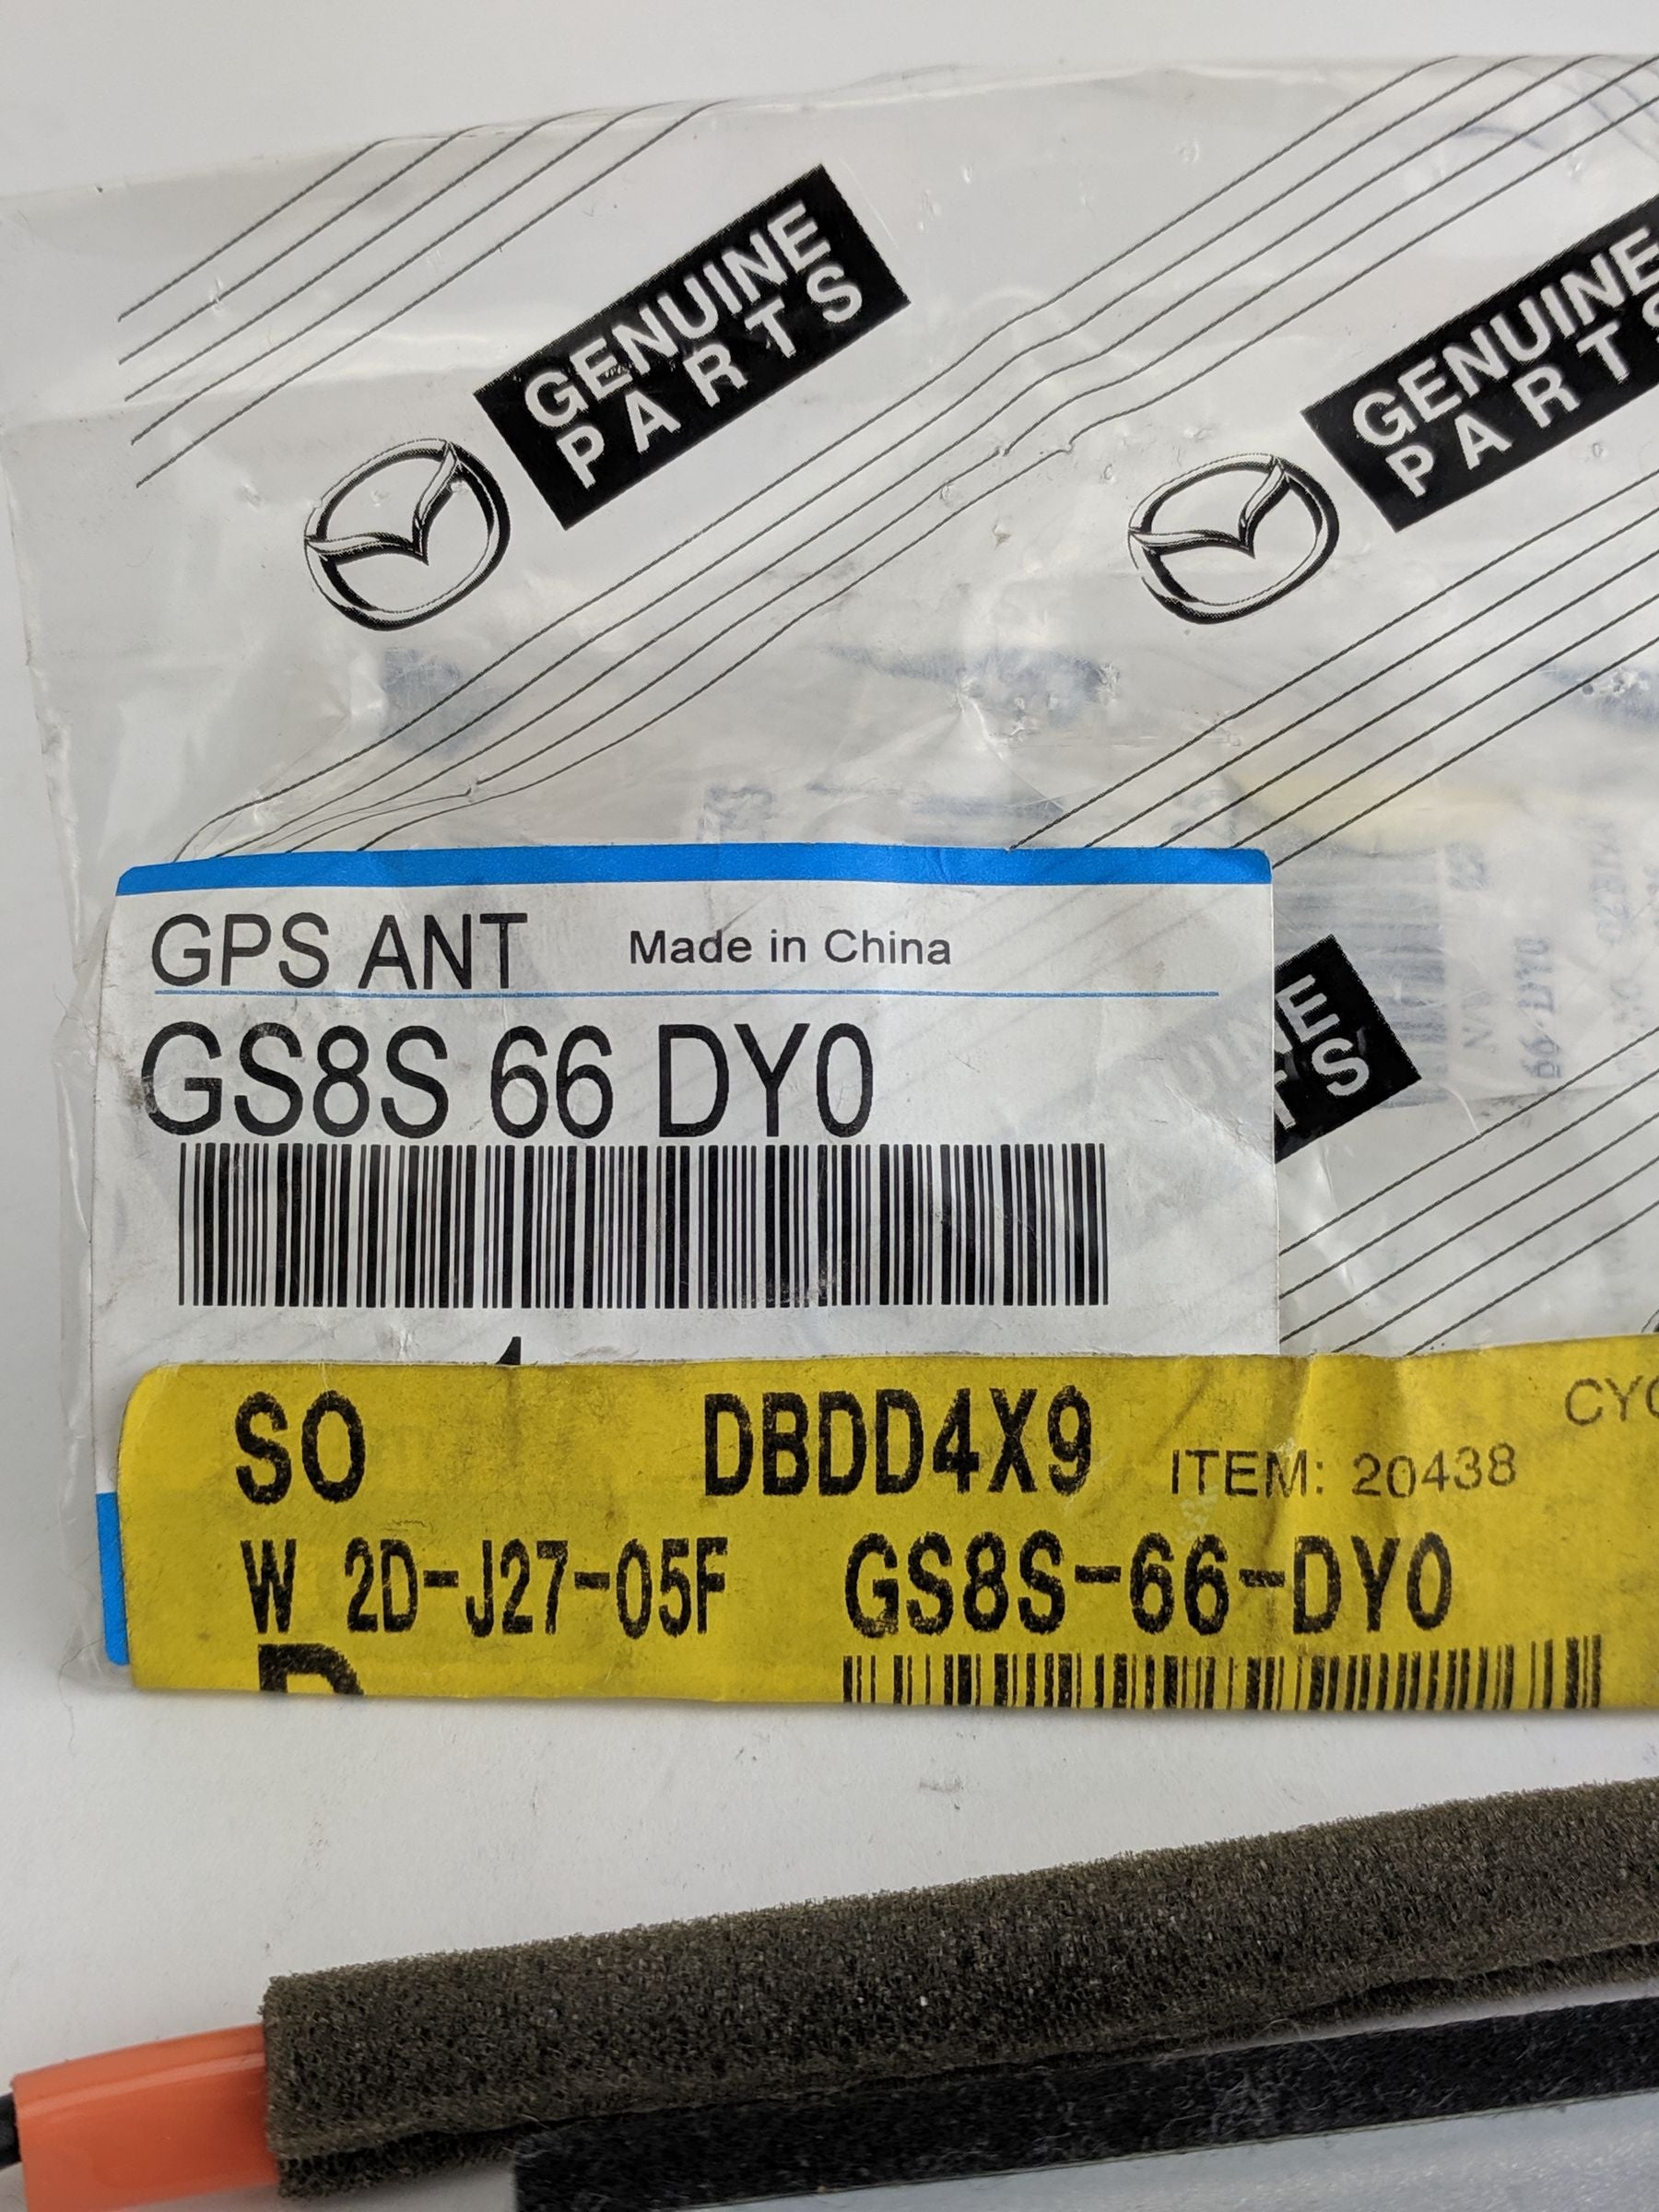 GENUINE
PARTS
GENUINE
PARTS
GPS ANT Made in China
GS8S 66 DY0
SO DBDD4X9 ITEM: 20438
W 2D-J27-05F GS8S-66-DY0